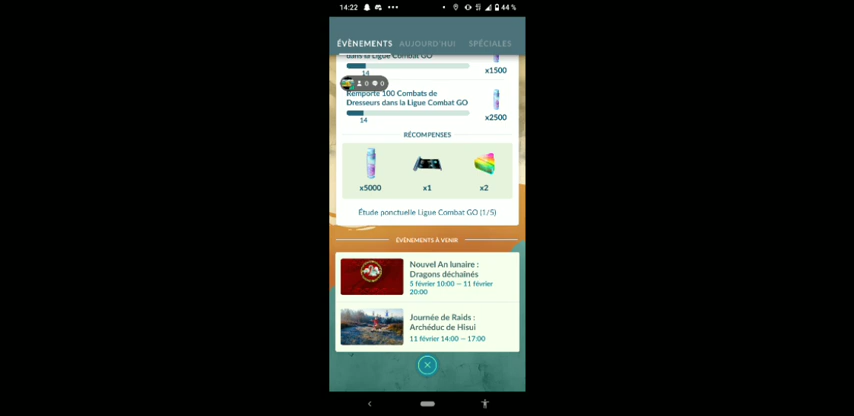 14:22
44 %
ÉVÈNEMENTS AUJOURD'HUI SPÉCIALES
dans la Ligue Combat GO
14
x1500
0 0
Remporte 100 Combats de
Dresseurs dans la Ligue Combat GO
14
x2500
RÉCOMPENSES
x5000 x1 x2
Étude ponctuelle Ligue Combat GO (1/5)
ÉVÈNEMENTS À VENIR
Nouvel An lunaire :
Dragons déchaînés
5 février 10:00 — 11 février
20:00
Journée de Raids :
Archéduc de Hisui
11 février 14:00 — 17:00